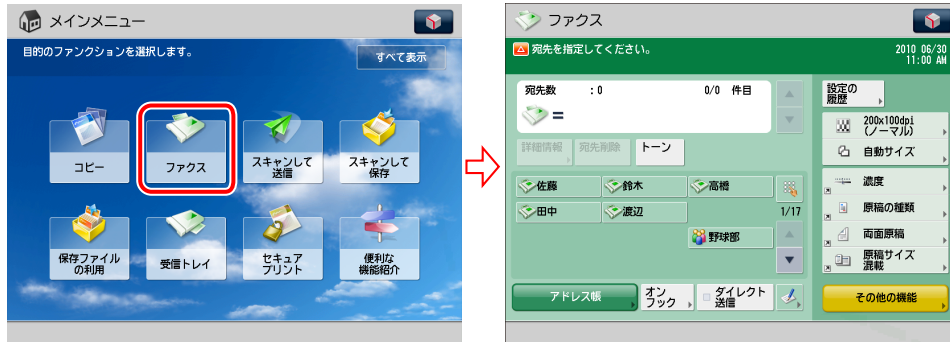 メインメニュー
目的のファンクションを選択します。
すべて表示
コピー
ファクス
スキャンして
送信
スキャンして
保存
保存ファイル
の利用
受信トレイ
セキュア
プリント
便利な
機能紹介
ファクス
宛先を指定してください。
2010 06/30
11:00 AM
宛先数 : 0 0/0 件目
=
詳細情報 宛先削除 トーン
佐藤 鈴木 高橋
田中 渡辺 1/17
野球部
アドレス帳
オン
フック
ダイレクト
送信
設定の
履歴
200x100dpi
(ノーマル)
自動サイズ
濃度
原稿の種類
両面原稿
原稿サイズ
混載
その他の機能